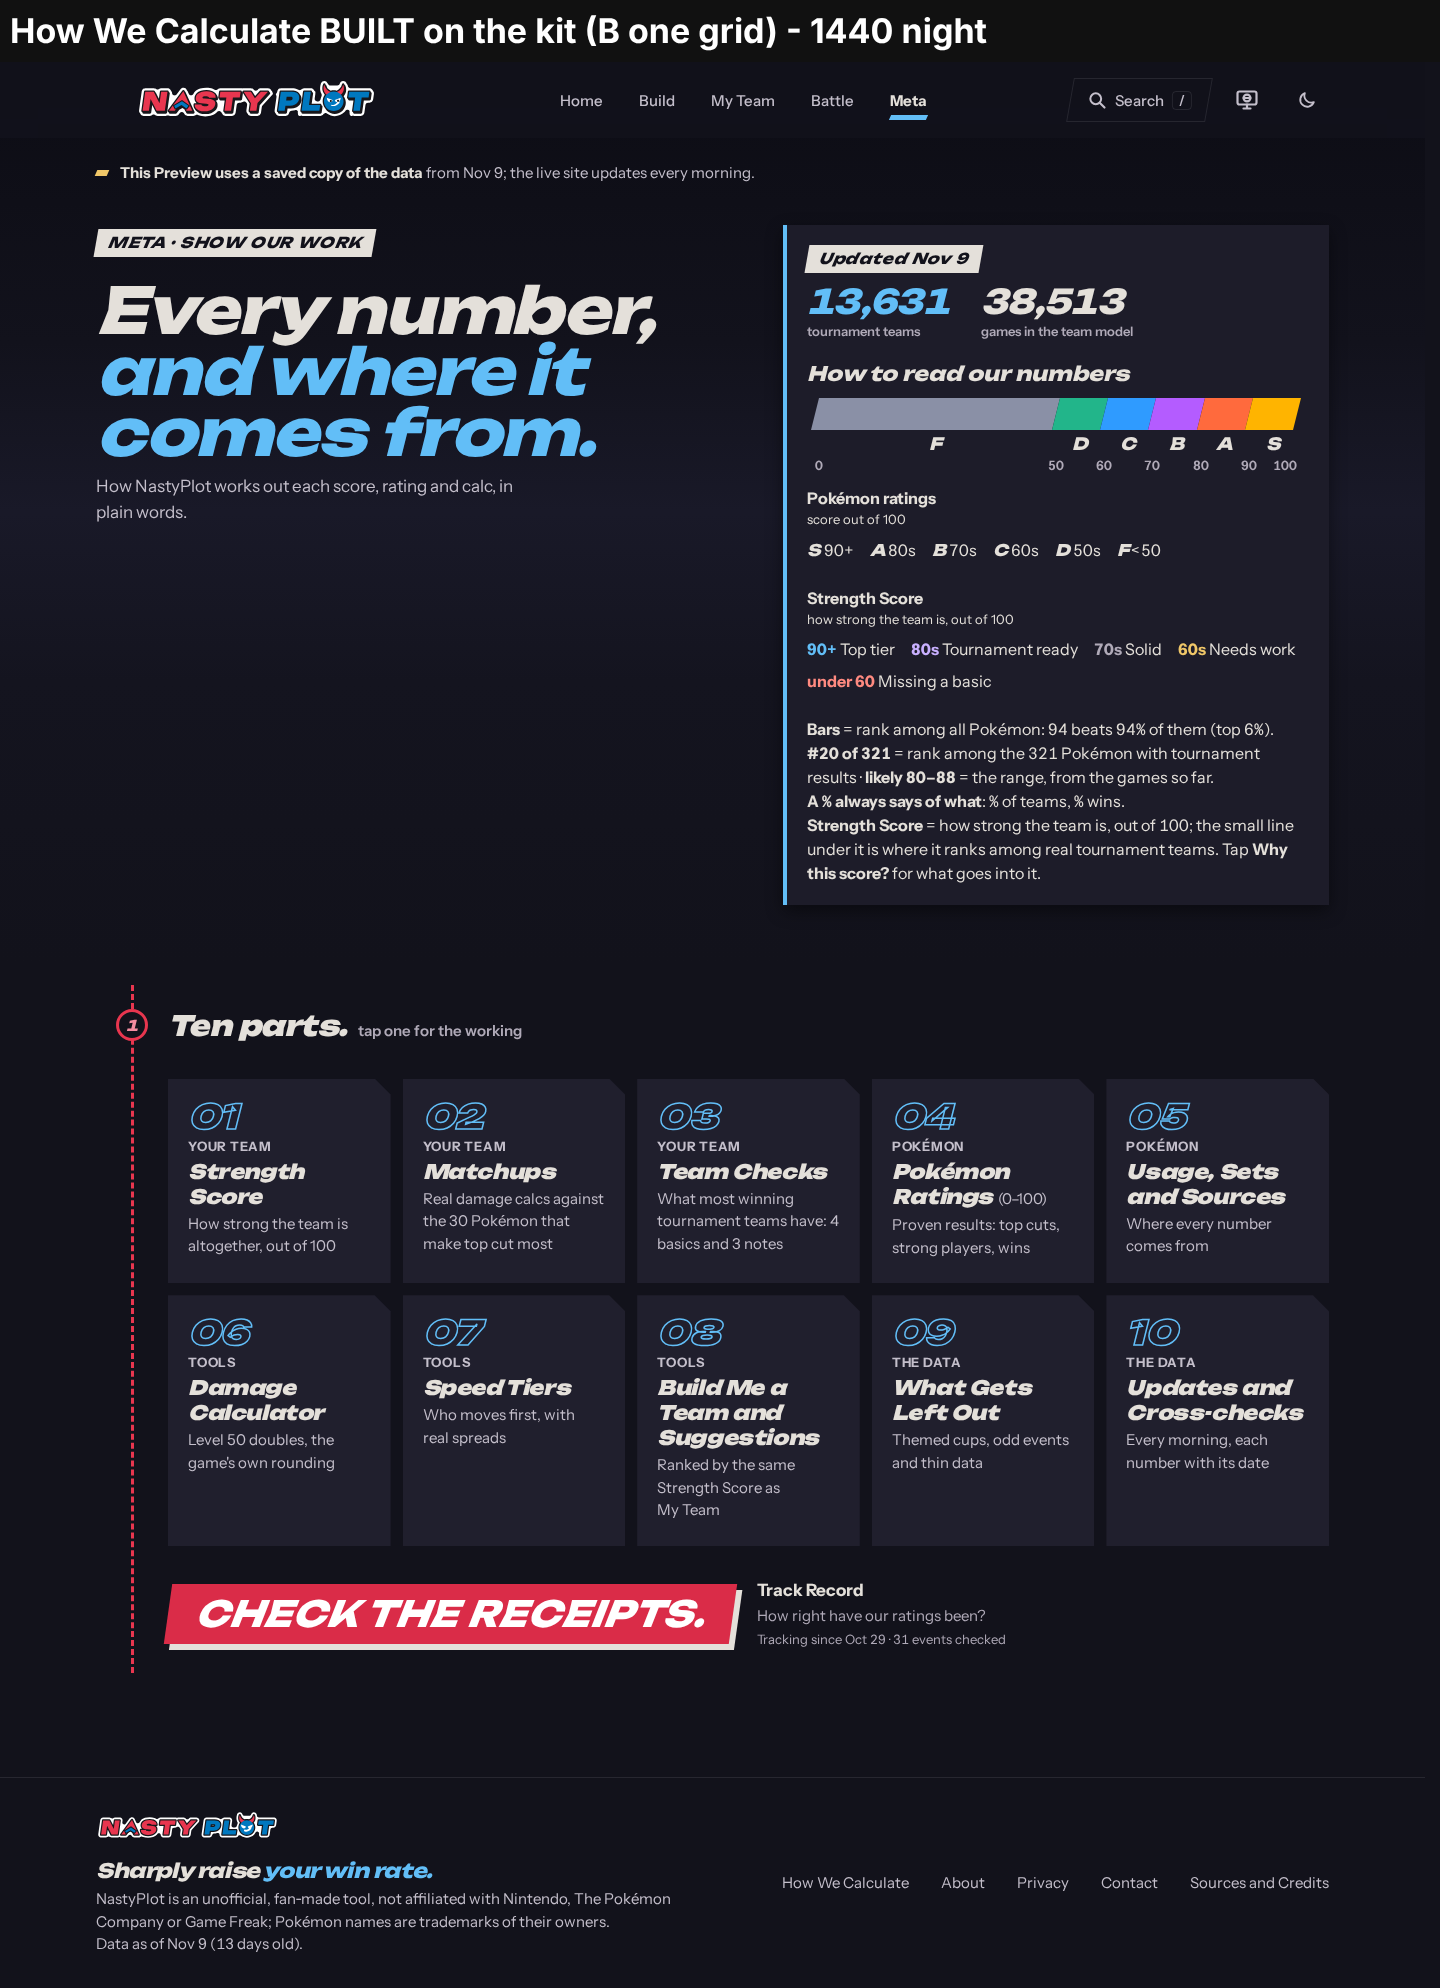 How We Calculate BUILT on the kit (B one grid) - 1440 night
NASTY PLOT
Home
Build
My Team
Battle
Meta
Search /
This Preview uses a saved copy of the data from Nov 9; the live site updates every morning.
META · SHOW OUR WORK
Every number,
and where it
comes from.
How NastyPlot works out each score, rating and calc, in
plain words.
Updated Nov 9
13,631 38,513
tournament teams games in the team model
How to read our numbers
F D C B A S
0 50 60 70 80 90 100
Pokémon ratings
score out of 100
S 90+ A 80s B 70s C 60s D 50s F <50
Strength Score
how strong the team is, out of 100
90+ Top tier 80s Tournament ready 70s Solid 60s Needs work
under 60 Missing a basic
Bars = rank among all Pokémon: 94 beats 94% of them (top 6%).
#20 of 321 = rank among the 321 Pokémon with tournament
results · likely 80–88 = the range, from the games so far.
A % always says of what: % of teams, % wins.
Strength Score = how strong the team is, out of 100; the small line
under it is where it ranks among real tournament teams. Tap Why
this score? for what goes into it.
1
Ten parts. tap one for the working
01
YOUR TEAM
Strength
Score
How strong the team is
altogether, out of 100
02
YOUR TEAM
Matchups
Real damage calcs against
the 30 Pokémon that
make top cut most
03
YOUR TEAM
Team Checks
What most winning
tournament teams have: 4
basics and 3 notes
04
POKÉMON
Pokémon
Ratings (0–100)
Proven results: top cuts,
strong players, wins
05
POKÉMON
Usage, Sets
and Sources
Where every number
comes from
06
TOOLS
Damage
Calculator
Level 50 doubles, the
game's own rounding
07
TOOLS
Speed Tiers
Who moves first, with
real spreads
08
TOOLS
Build Me a
Team and
Suggestions
Ranked by the same
Strength Score as
My Team
09
THE DATA
What Gets
Left Out
Themed cups, odd events
and thin data
10
THE DATA
Updates and
Cross-checks
Every morning, each
number with its date
CHECK THE RECEIPTS.
Track Record
How right have our ratings been?
Tracking since Oct 29 · 31 events checked
NASTY PLOT
Sharply raise your win rate.
NastyPlot is an unofficial, fan-made tool, not affiliated with Nintendo, The Pokémon
Company or Game Freak; Pokémon names are trademarks of their owners.
Data as of Nov 9 (13 days old).
How We Calculate
About
Privacy
Contact
Sources and Credits